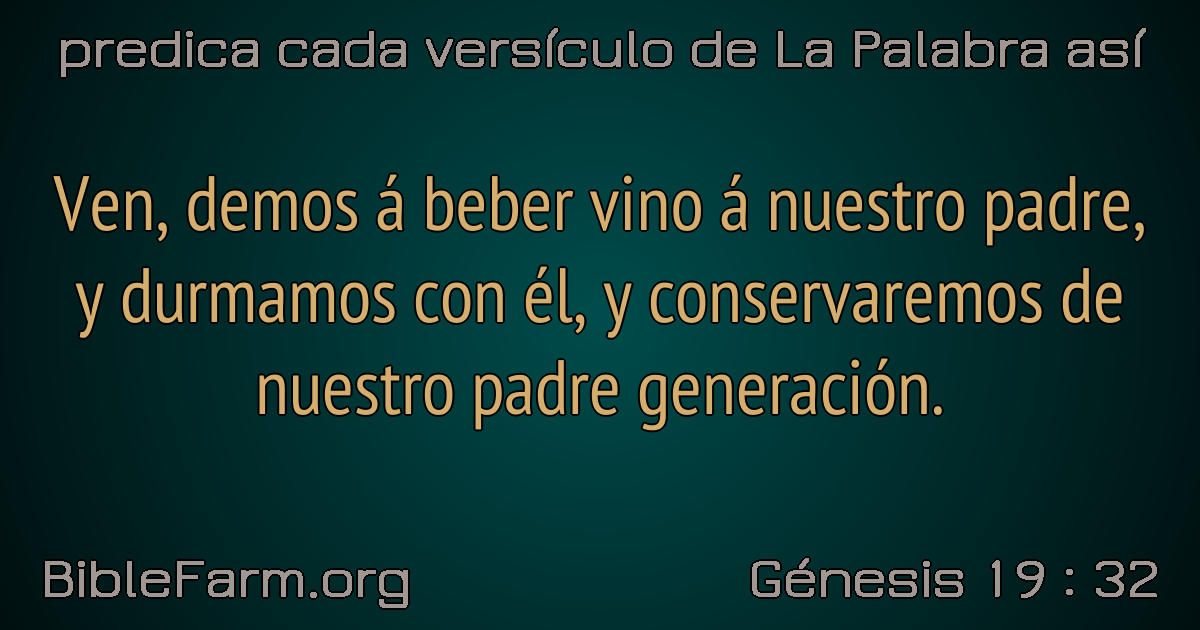 predica cada versículo de La Palabra así
Ven, demos á beber vino á nuestro padre,
y durmamos con él, y conservaremos de
nuestro padre generación.
BibleFarm.org
Génesis 19 : 32